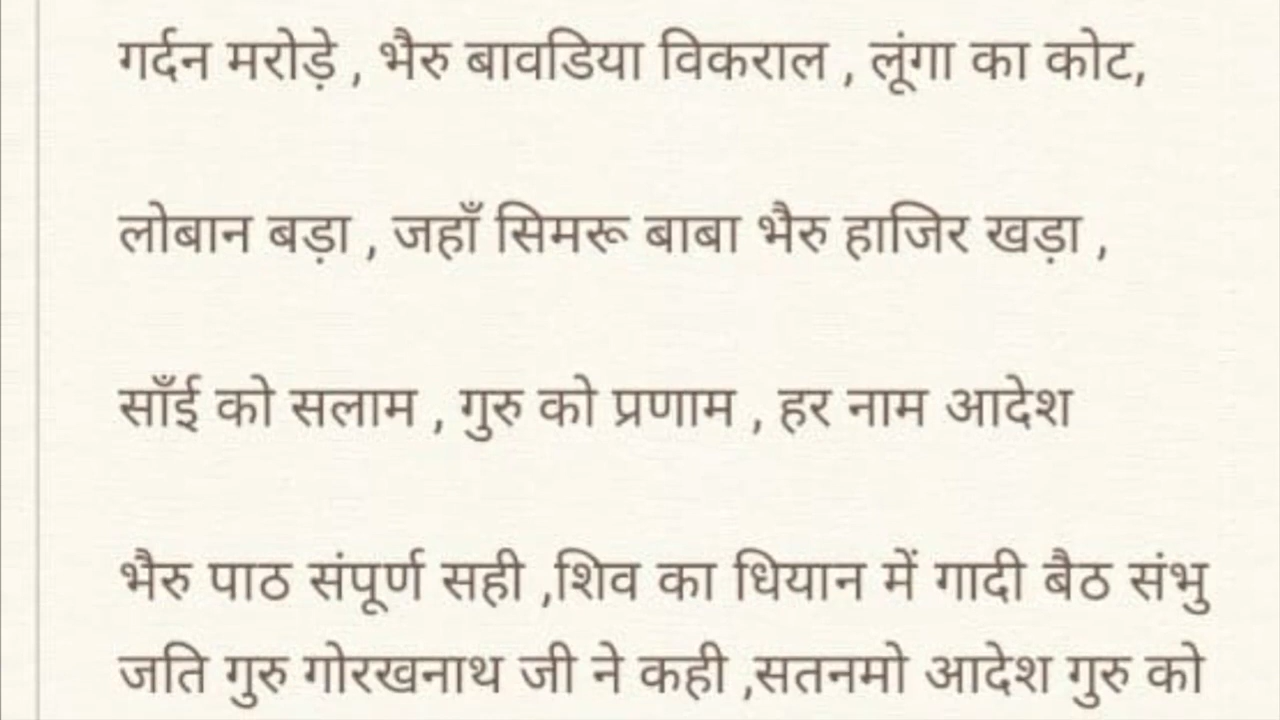 गर्दन मरोड़े , भैरु बावडिया विकराल , लूंगा का कोट,
लोबान बड़ा , जहाँ सिमरू बाबा भैरु हाजिर खड़ा ,
साँई को सलाम , गुरु को प्रणाम , हर नाम आदेश
भैरु पाठ संपूर्ण सही ,शिव का धियान में गादी बैठ संभु
जति गुरु गोरखनाथ जी ने कही ,सतनमो आदेश गुरु को